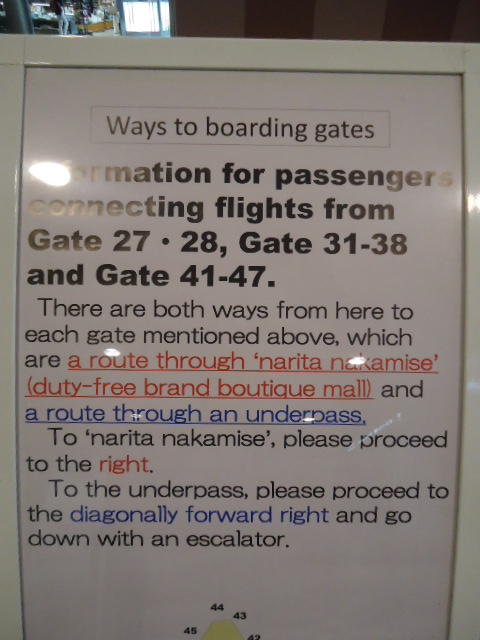 Ways to boarding gates
Information for passengers
connecting flights from
Gate 27・28, Gate 31-38
and Gate 41-47.
There are both ways from here to
each gate mentioned above, which
are a route through 'narita nakamise'
(duty-free brand boutique mall) and
a route through an underpass.
To 'narita nakamise', please proceed
to the right.
To the underpass, please proceed to
the diagonally forward right and go
down with an escalator.
44
43
45
42